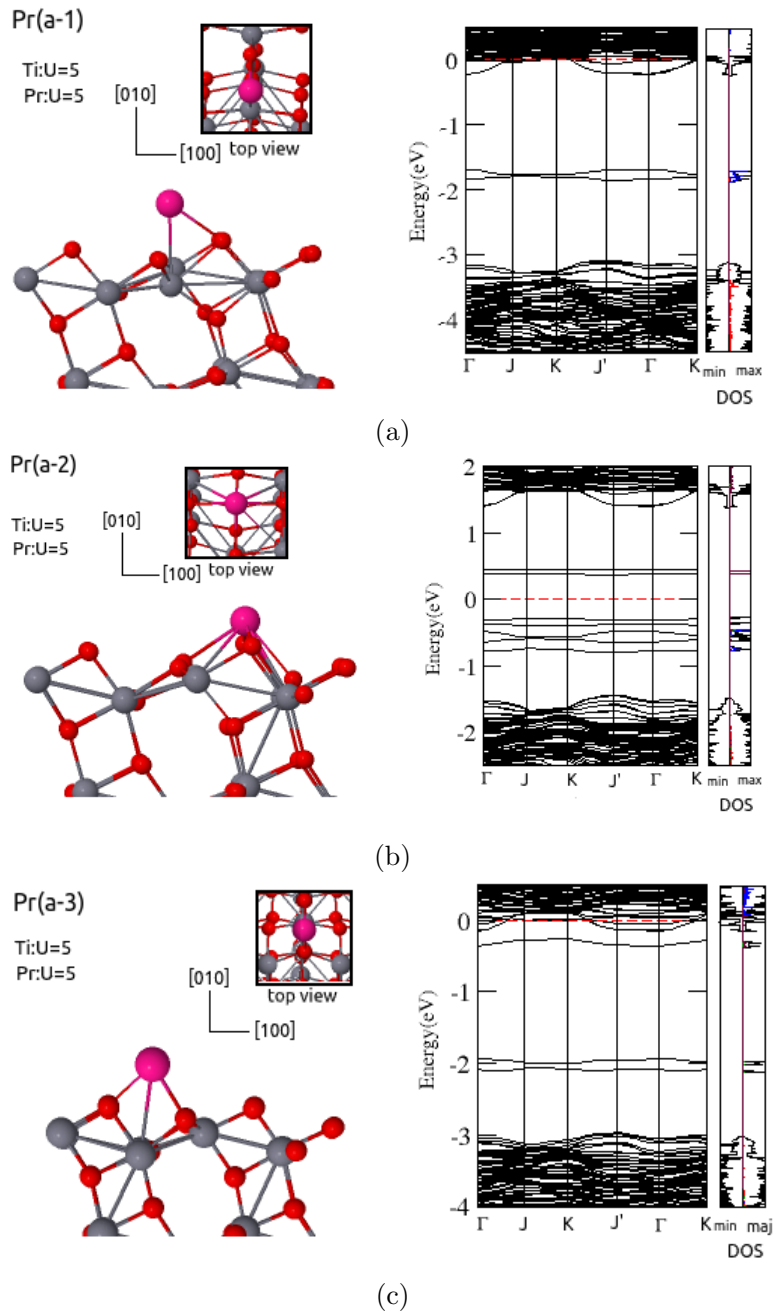 Pr(a-1)
Ti:U=5
Pr:U=5
[010]
[100]
top view
Energy(eV)
0
-1
-2
-3
-4
Γ J K J' Γ K
min max
DOS
(a)
Pr(a-2)
Ti:U=5
Pr:U=5
[010]
[100]
top view
Energy(eV)
2
1
0
-1
-2
Γ J K J' Γ K
min max
DOS
(b)
Pr(a-3)
Ti:U=5
Pr:U=5
[010]
[100]
top view
Energy(eV)
0
-1
-2
-3
-4
Γ J K J' Γ K
min maj
DOS
(c)